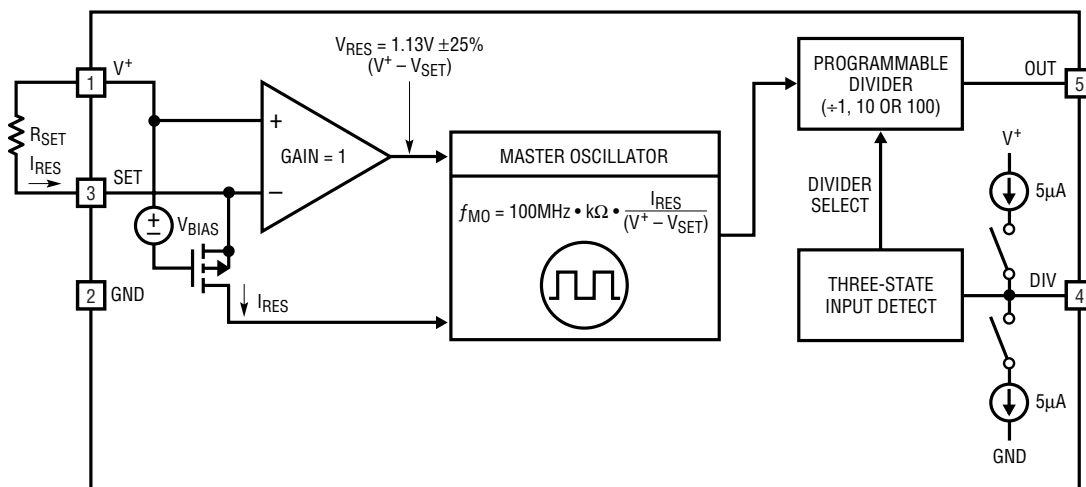 1
V+
RSET
IRES
3
SET
+
−
VBIAS
2
GND
+
−
GAIN = 1
IRES
VRES = 1.13V ±25%
(V+ – VSET)
MASTER OSCILLATOR
ƒMO = 100MHz • kΩ • IRES
(V+ – VSET)
PROGRAMMABLE
DIVIDER
(÷1, 10 OR 100)
DIVIDER
SELECT
THREE-STATE
INPUT DETECT
OUT
5
V+
5µA
DIV
4
5µA
GND